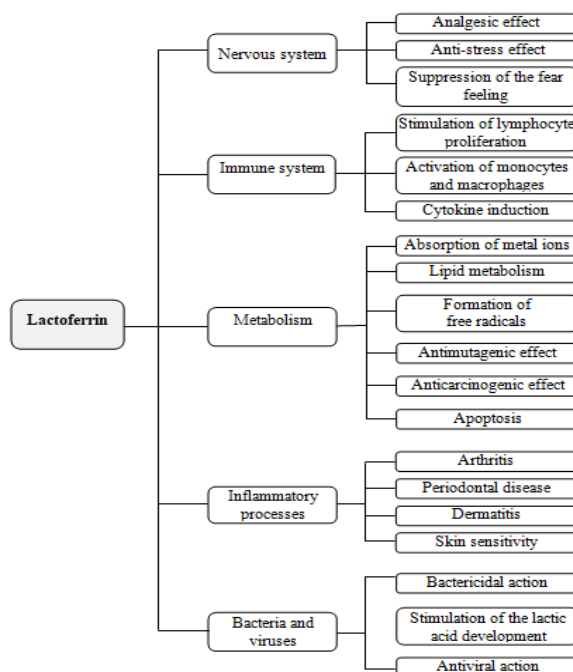 Analgesic effect
Anti-stress effect
Nervous system
Suppression of the fear
feeling
Stimulation of lymphocyte
proliferation
Immune system
Activation of monocytes
and macrophages
Cytokine induction
Absorption of metal ions
Lipid metabolism
Lactoferrin
Metabolism
Formation of
free radicals
Antimutagenic effect
Anticarcinogenic effect
Apoptosis
Arthritis
Inflammatory
processes
Periodontal disease
Dermatitis
Skin sensitivity
Bactericidal action
Bacteria and
viruses
Stimulation of the lactic
acid development
Antiviral action